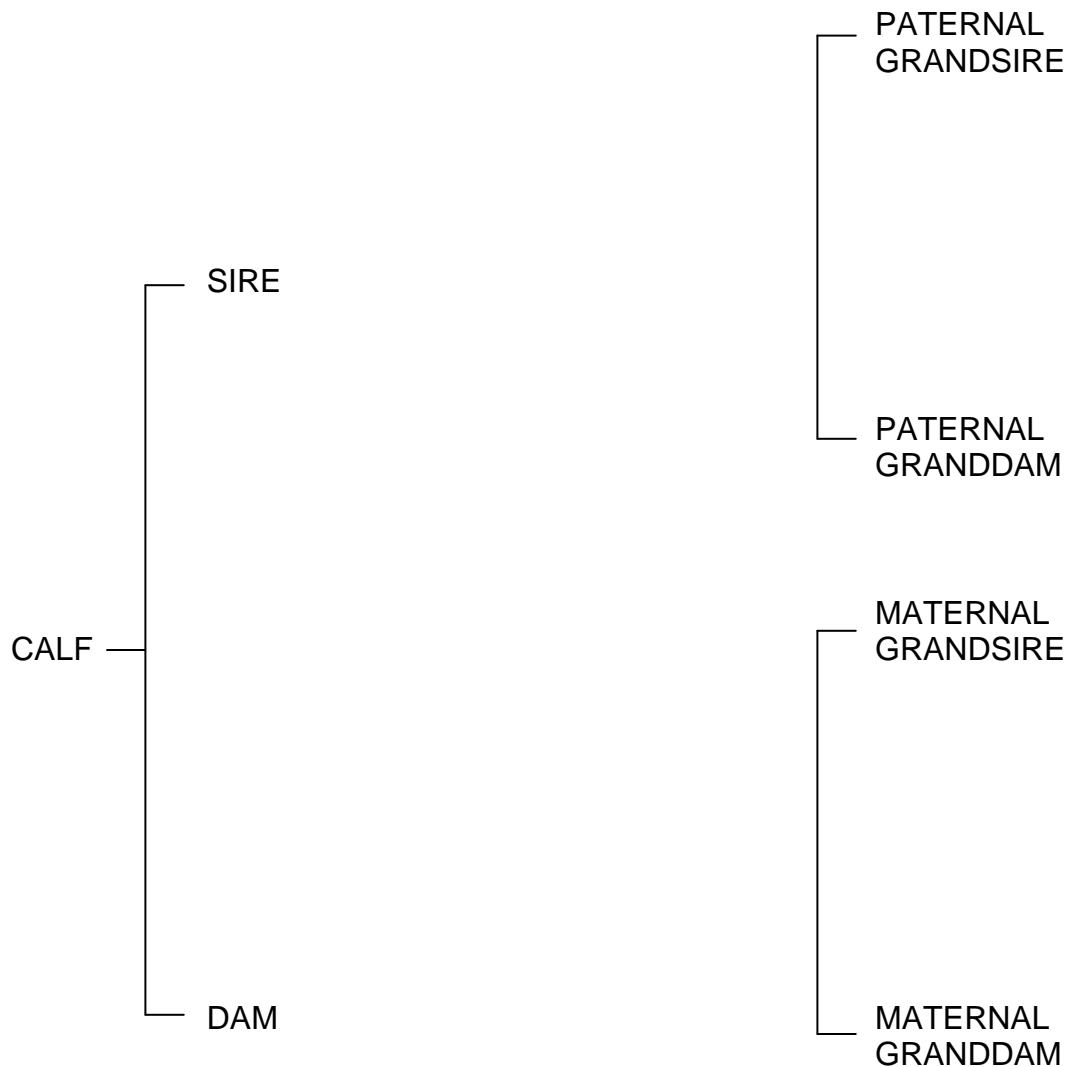 PATERNAL
GRANDSIRE
SIRE
PATERNAL
GRANDDAM
CALF
MATERNAL
GRANDSIRE
DAM
MATERNAL
GRANDDAM